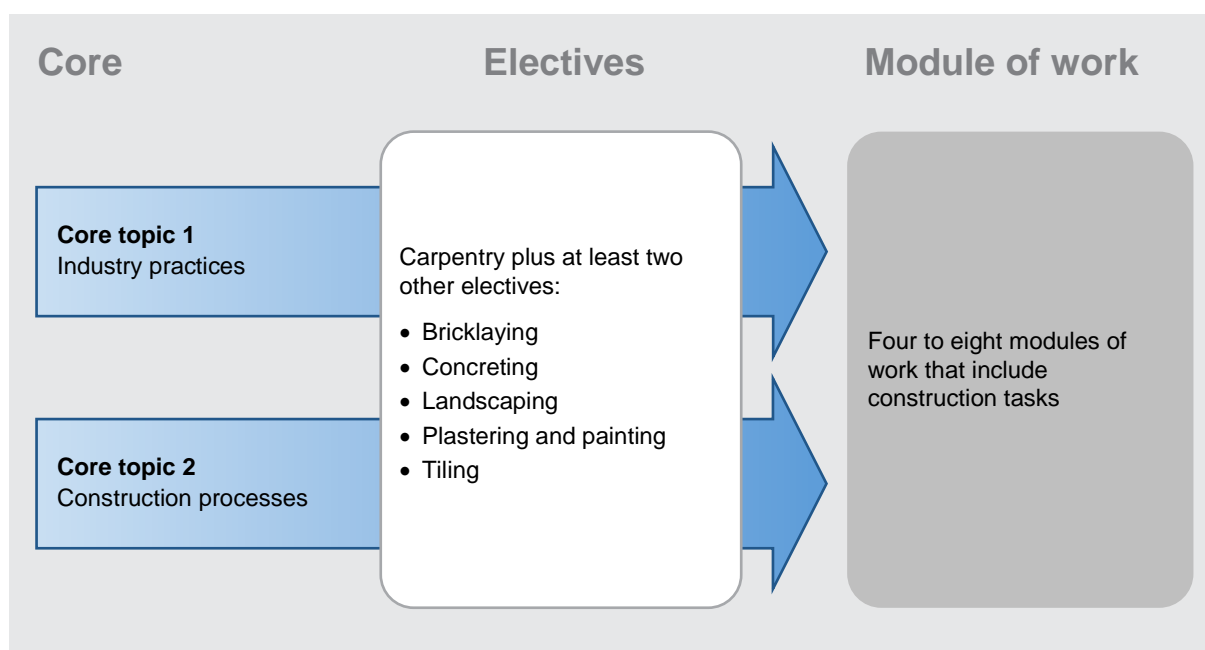 Core
Electives
Module of work
Core topic 1
Industry practices
Core topic 2
Construction processes
Carpentry plus at least two
other electives:
• Bricklaying
• Concreting
• Landscaping
• Plastering and painting
• Tiling
Four to eight modules of
work that include
construction tasks